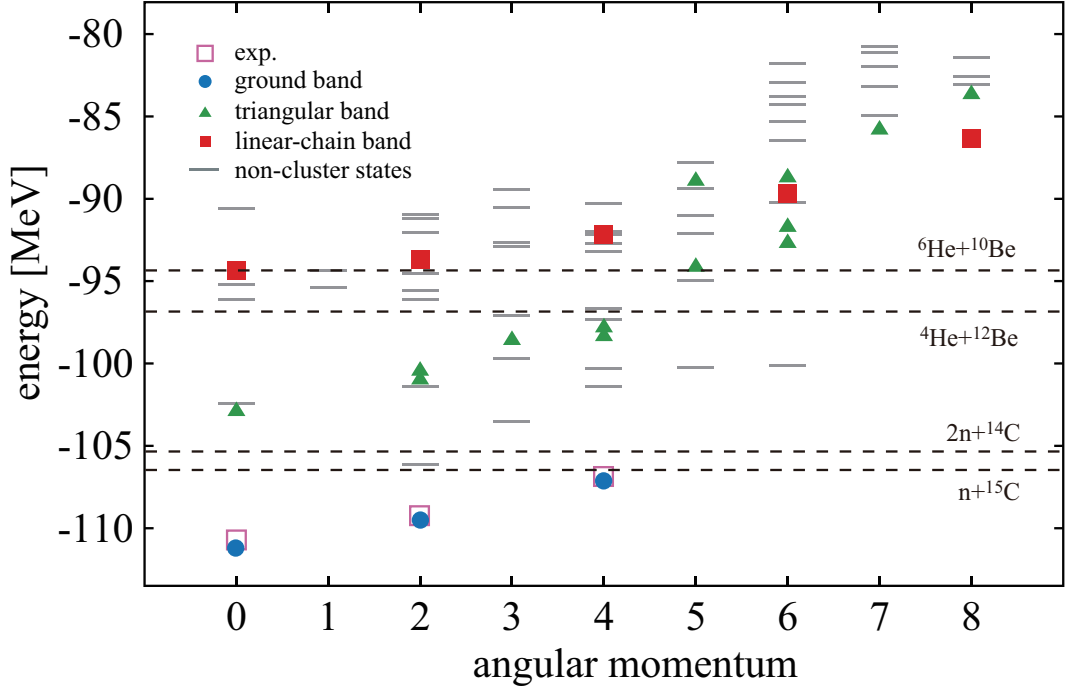 -80
-85
-90
-95
-100
-105
-110
energy [MeV]
exp.
ground band
triangular band
linear-chain band
non-cluster states
⁶He+¹⁰Be
⁴He+¹²Be
2n+¹⁴C
n+¹⁵C
0 1 2 3 4 5 6 7 8
angular momentum